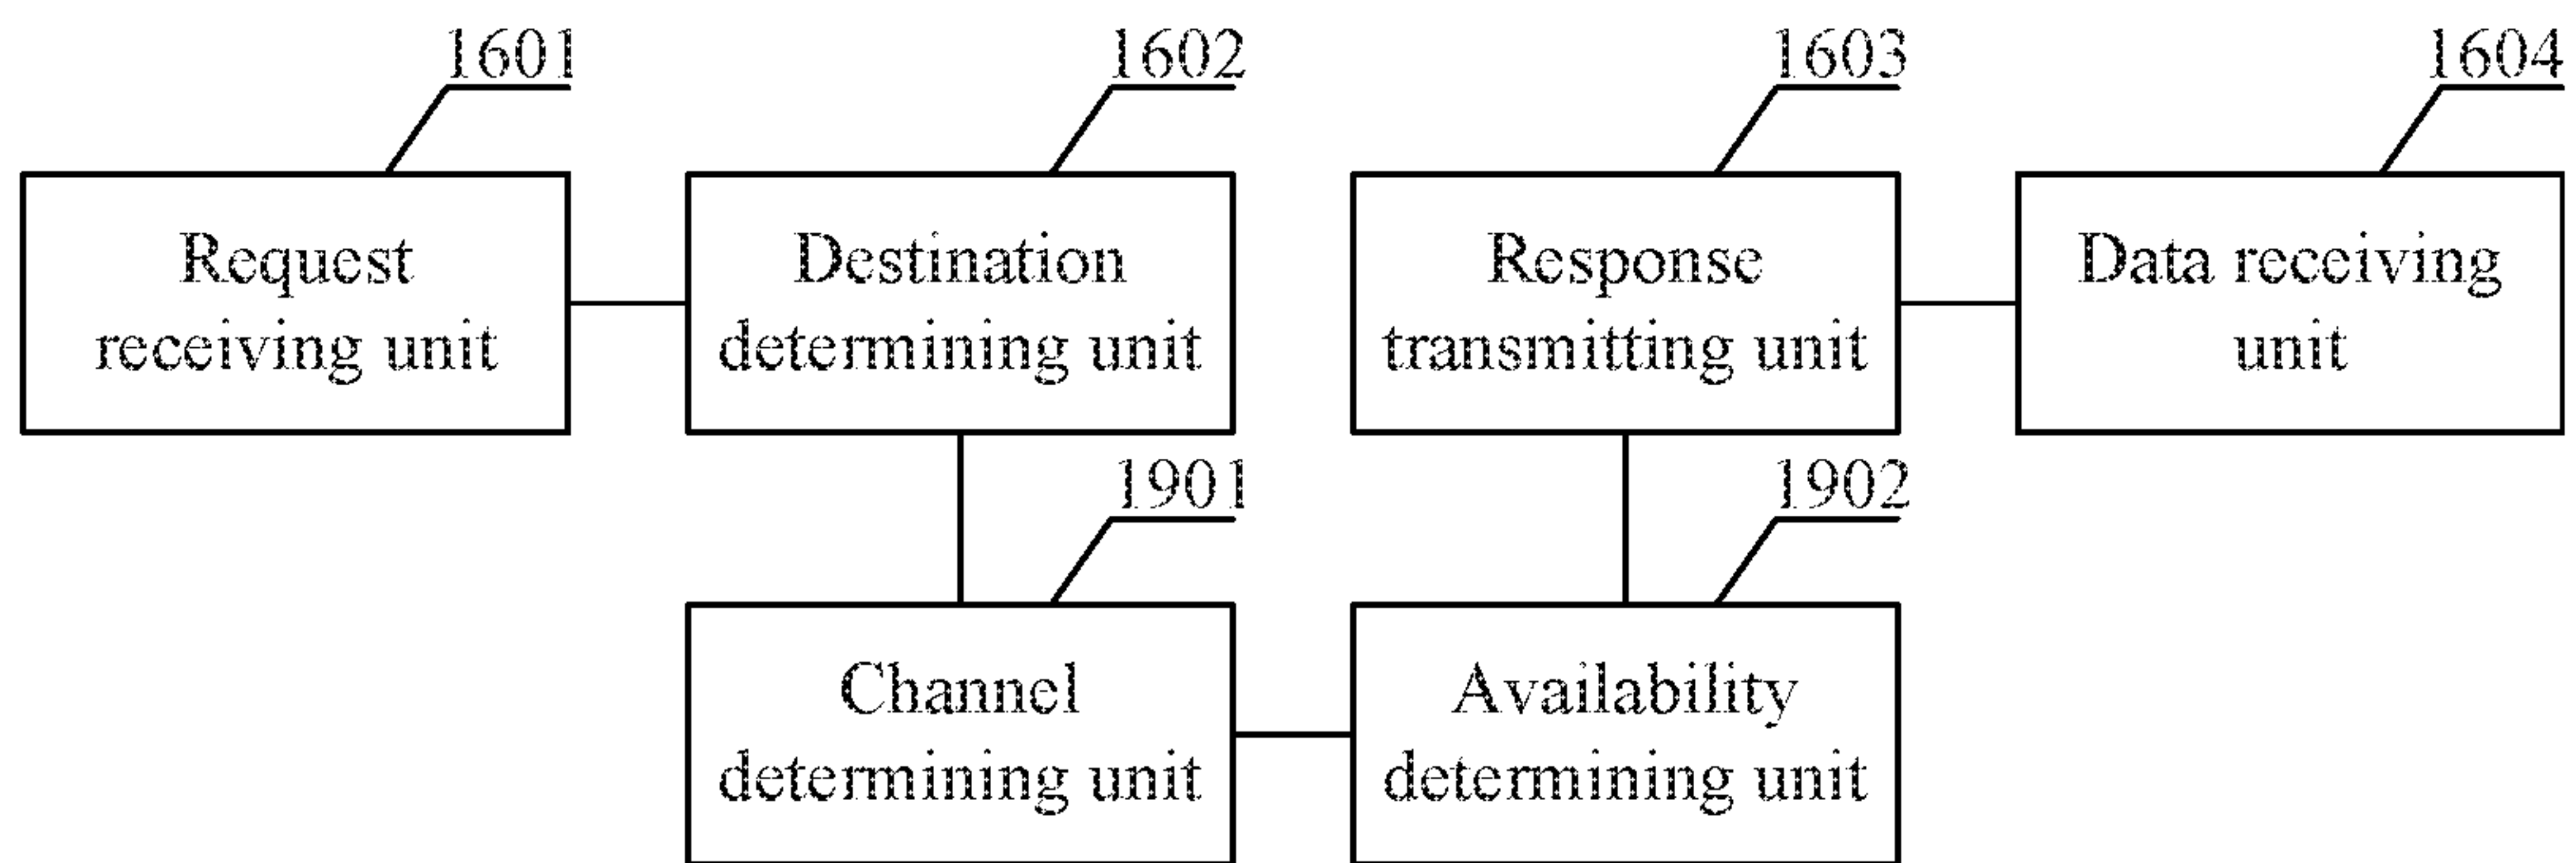 1601
1602
1603
1604
Request
receiving unit
Destination
determining unit
Response
transmitting unit
Data receiving
unit
1901
1902
Channel
determining unit
Availability
determining unit